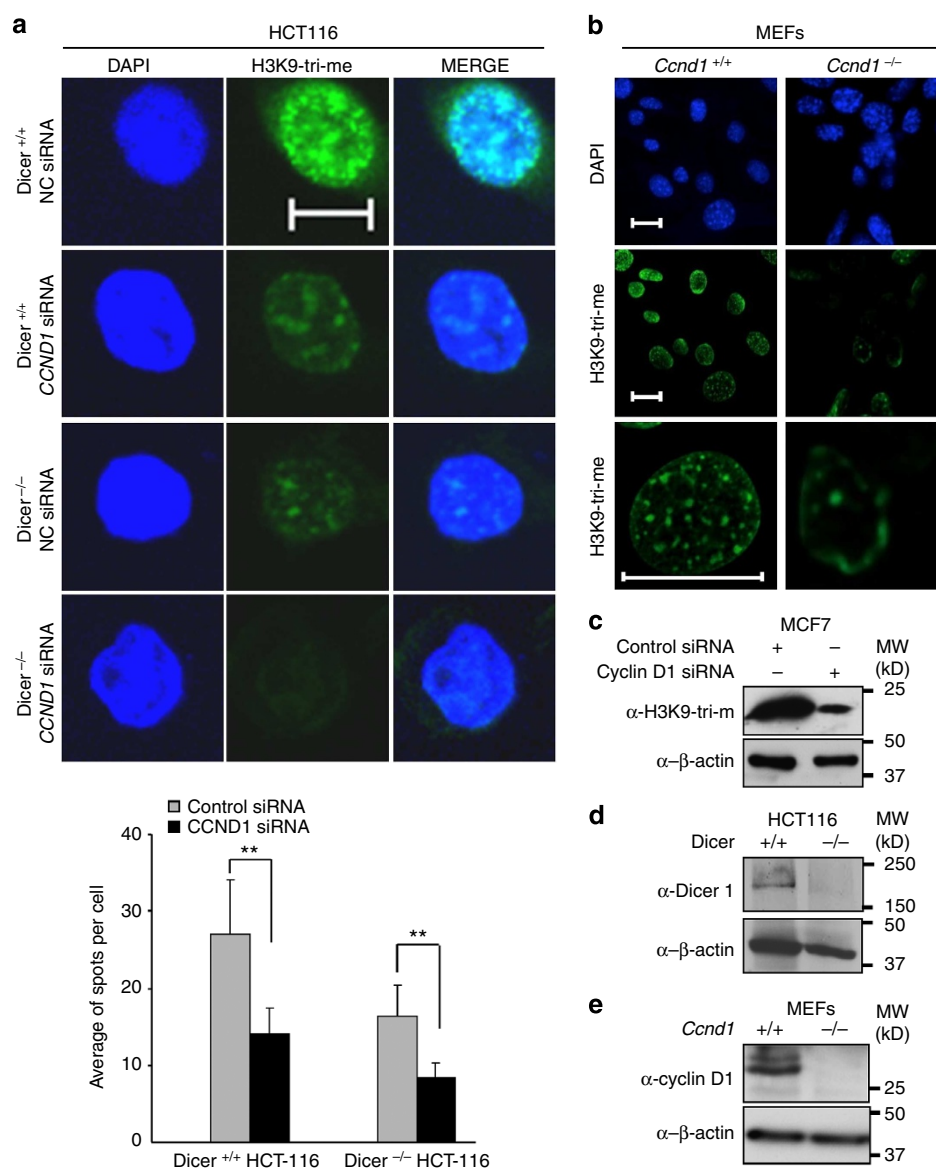 a
HCT116
DAPI H3K9-tri-me MERGE
Dicer +/+
NC siRNA
Dicer +/+
CCND1 siRNA
Dicer –/–
NC siRNA
Dicer –/–
CCND1 siRNA
Control siRNA
CCND1 siRNA
Average of spots per cell
40
30
20
10
0
**
**
Dicer +/+ HCT-116 Dicer –/– HCT-116
b
MEFs
Ccnd1 +/+ Ccnd1 –/–
DAPI
H3K9-tri-me
H3K9-tri-me
c
MCF7
Control siRNA + – MW
Cyclin D1 siRNA – + (kD)
α-H3K9-tri-m 25
α–β-actin 50
37
d
HCT116 MW
Dicer +/+ –/– (kD)
α-Dicer 1 250
150
α–β-actin 50
37
e
MEFs MW
Ccnd1 +/+ –/– (kD)
α-cyclin D1 25
α–β-actin 50
37